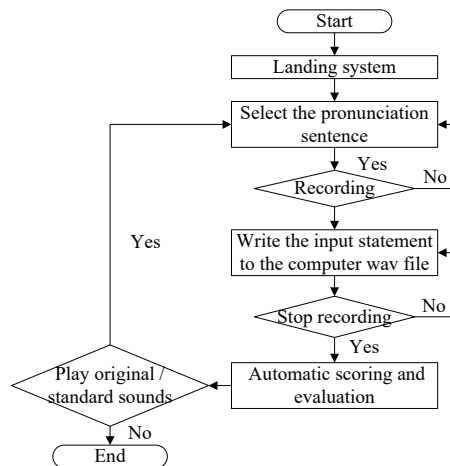 Start
Landing system
Select the pronunciation
sentence
Yes
Recording
No
Yes
Write the input statement
to the computer wav file
Stop recording
No
Yes
Play original /
standard sounds
Automatic scoring and
evaluation
No
End